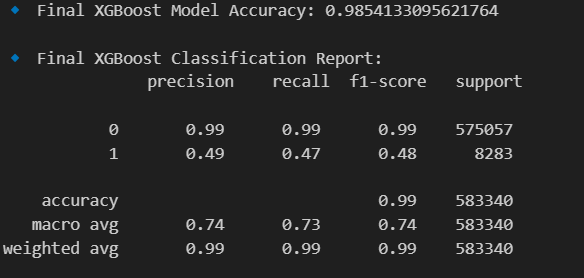 🔹 Final XGBoost Model Accuracy: 0.9854133095621764
🔹 Final XGBoost Classification Report:
precision recall f1-score support
0 0.99 0.99 0.99 575057
1 0.49 0.47 0.48 8283
accuracy 0.99 583340
macro avg 0.74 0.73 0.74 583340
weighted avg 0.99 0.99 0.99 583340